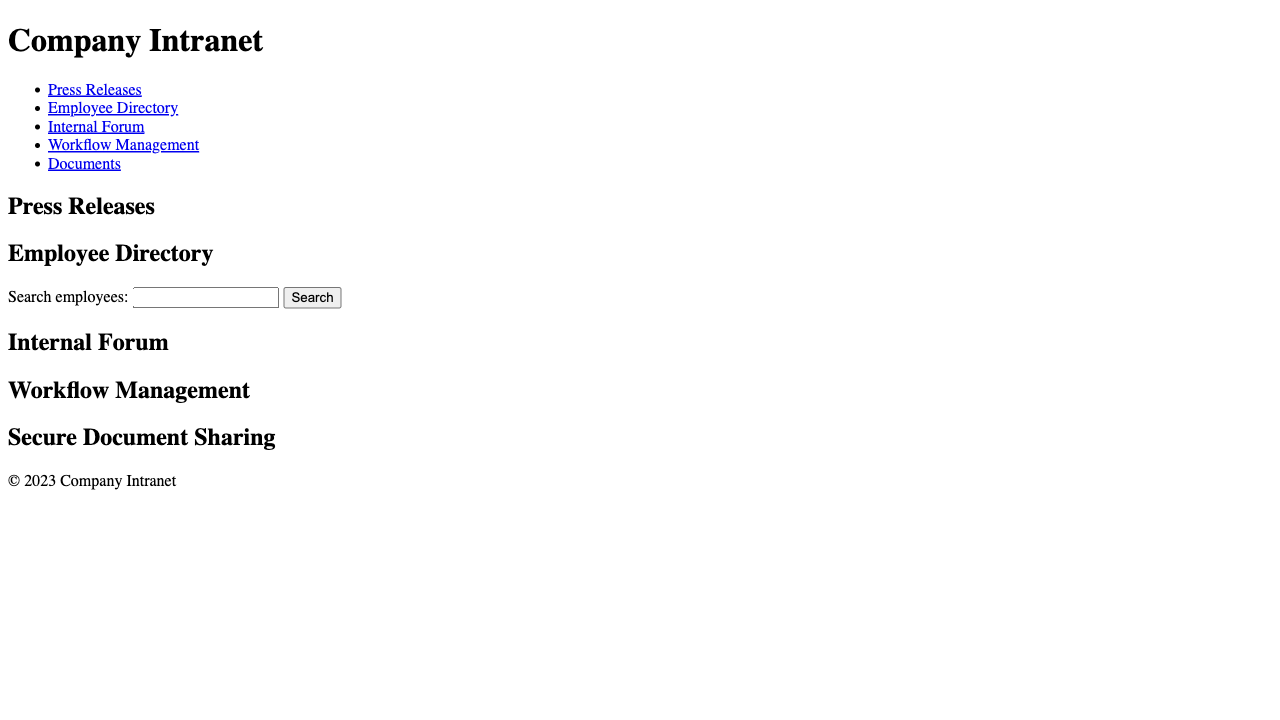 Company Intranet
Press Releases
Employee Directory
Internal Forum
Workflow Management
Documents
Press Releases
Employee Directory
Search employees: Search
Internal Forum
Workflow Management
Secure Document Sharing
© 2023 Company Intranet